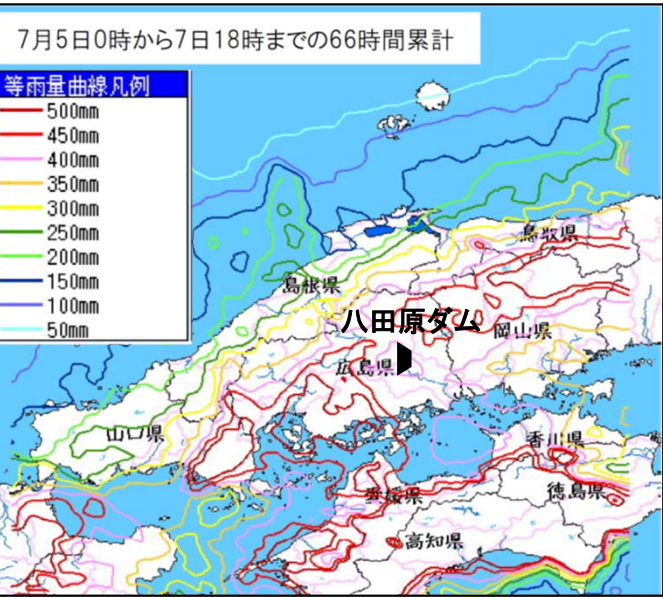 7月5日0時から7日18時までの66時間累計
等雨量曲線凡例
500mm
450mm
400mm
350mm
300mm
250mm
200mm
150mm
100mm
50mm
鳥取県
島根県
八田原ダム
岡山県
広島県
山口県
香川県
愛媛県
徳島県
高知県